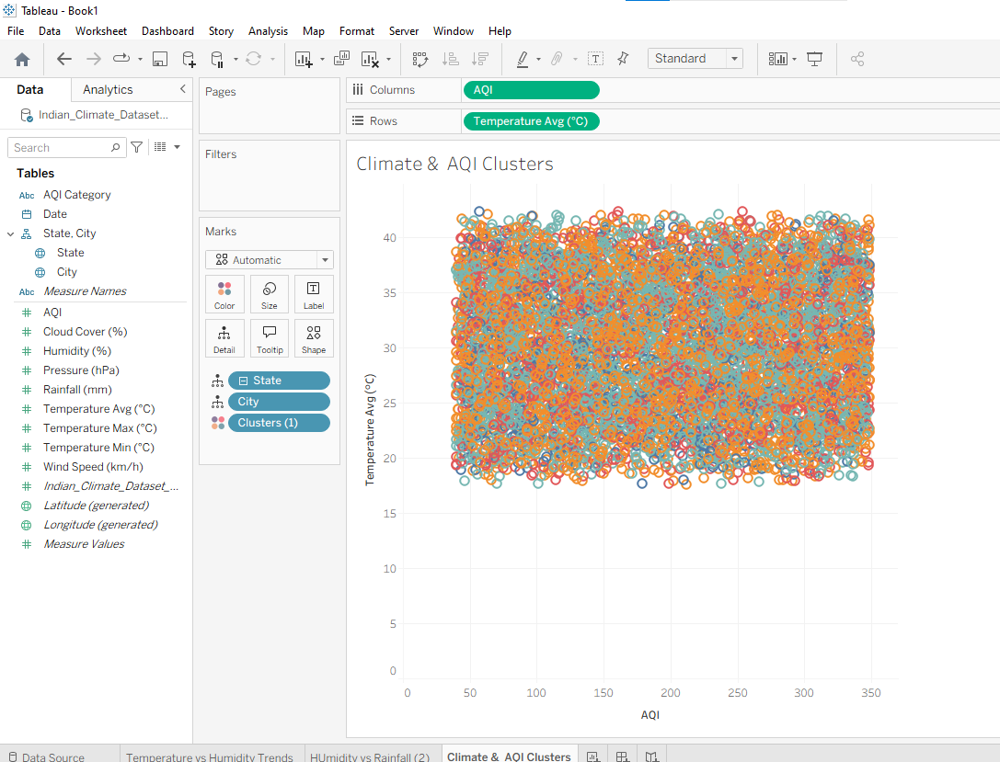 Tableau - Book1
File Data Worksheet Dashboard Story Analysis Map Format Server Window Help
Standard
Data Analytics
Indian_Climate_Dataset...
Search
Tables
Abc AQI Category
Date
State, City
State
City
Abc Measure Names
AQI
Cloud Cover (%)
Humidity (%)
Pressure (hPa)
Rainfall (mm)
Temperature Avg (°C)
Temperature Max (°C)
Temperature Min (°C)
Wind Speed (km/h)
Indian_Climate_Dataset_...
Latitude (generated)
Longitude (generated)
Measure Values
Pages
Filters
Marks
Automatic
Color Size Label
Detail Tooltip Shape
State
City
Clusters (1)
Columns AQI
Rows Temperature Avg (°C)
Climate & AQI Clusters
Temperature Avg (°C)
40
35
30
25
20
15
10
5
0
0 50 100 150 200 250 300 350
AQI
Data Source Temperature vs Humidity Trends HUmidity vs Rainfall (2) Climate & AQI Clusters